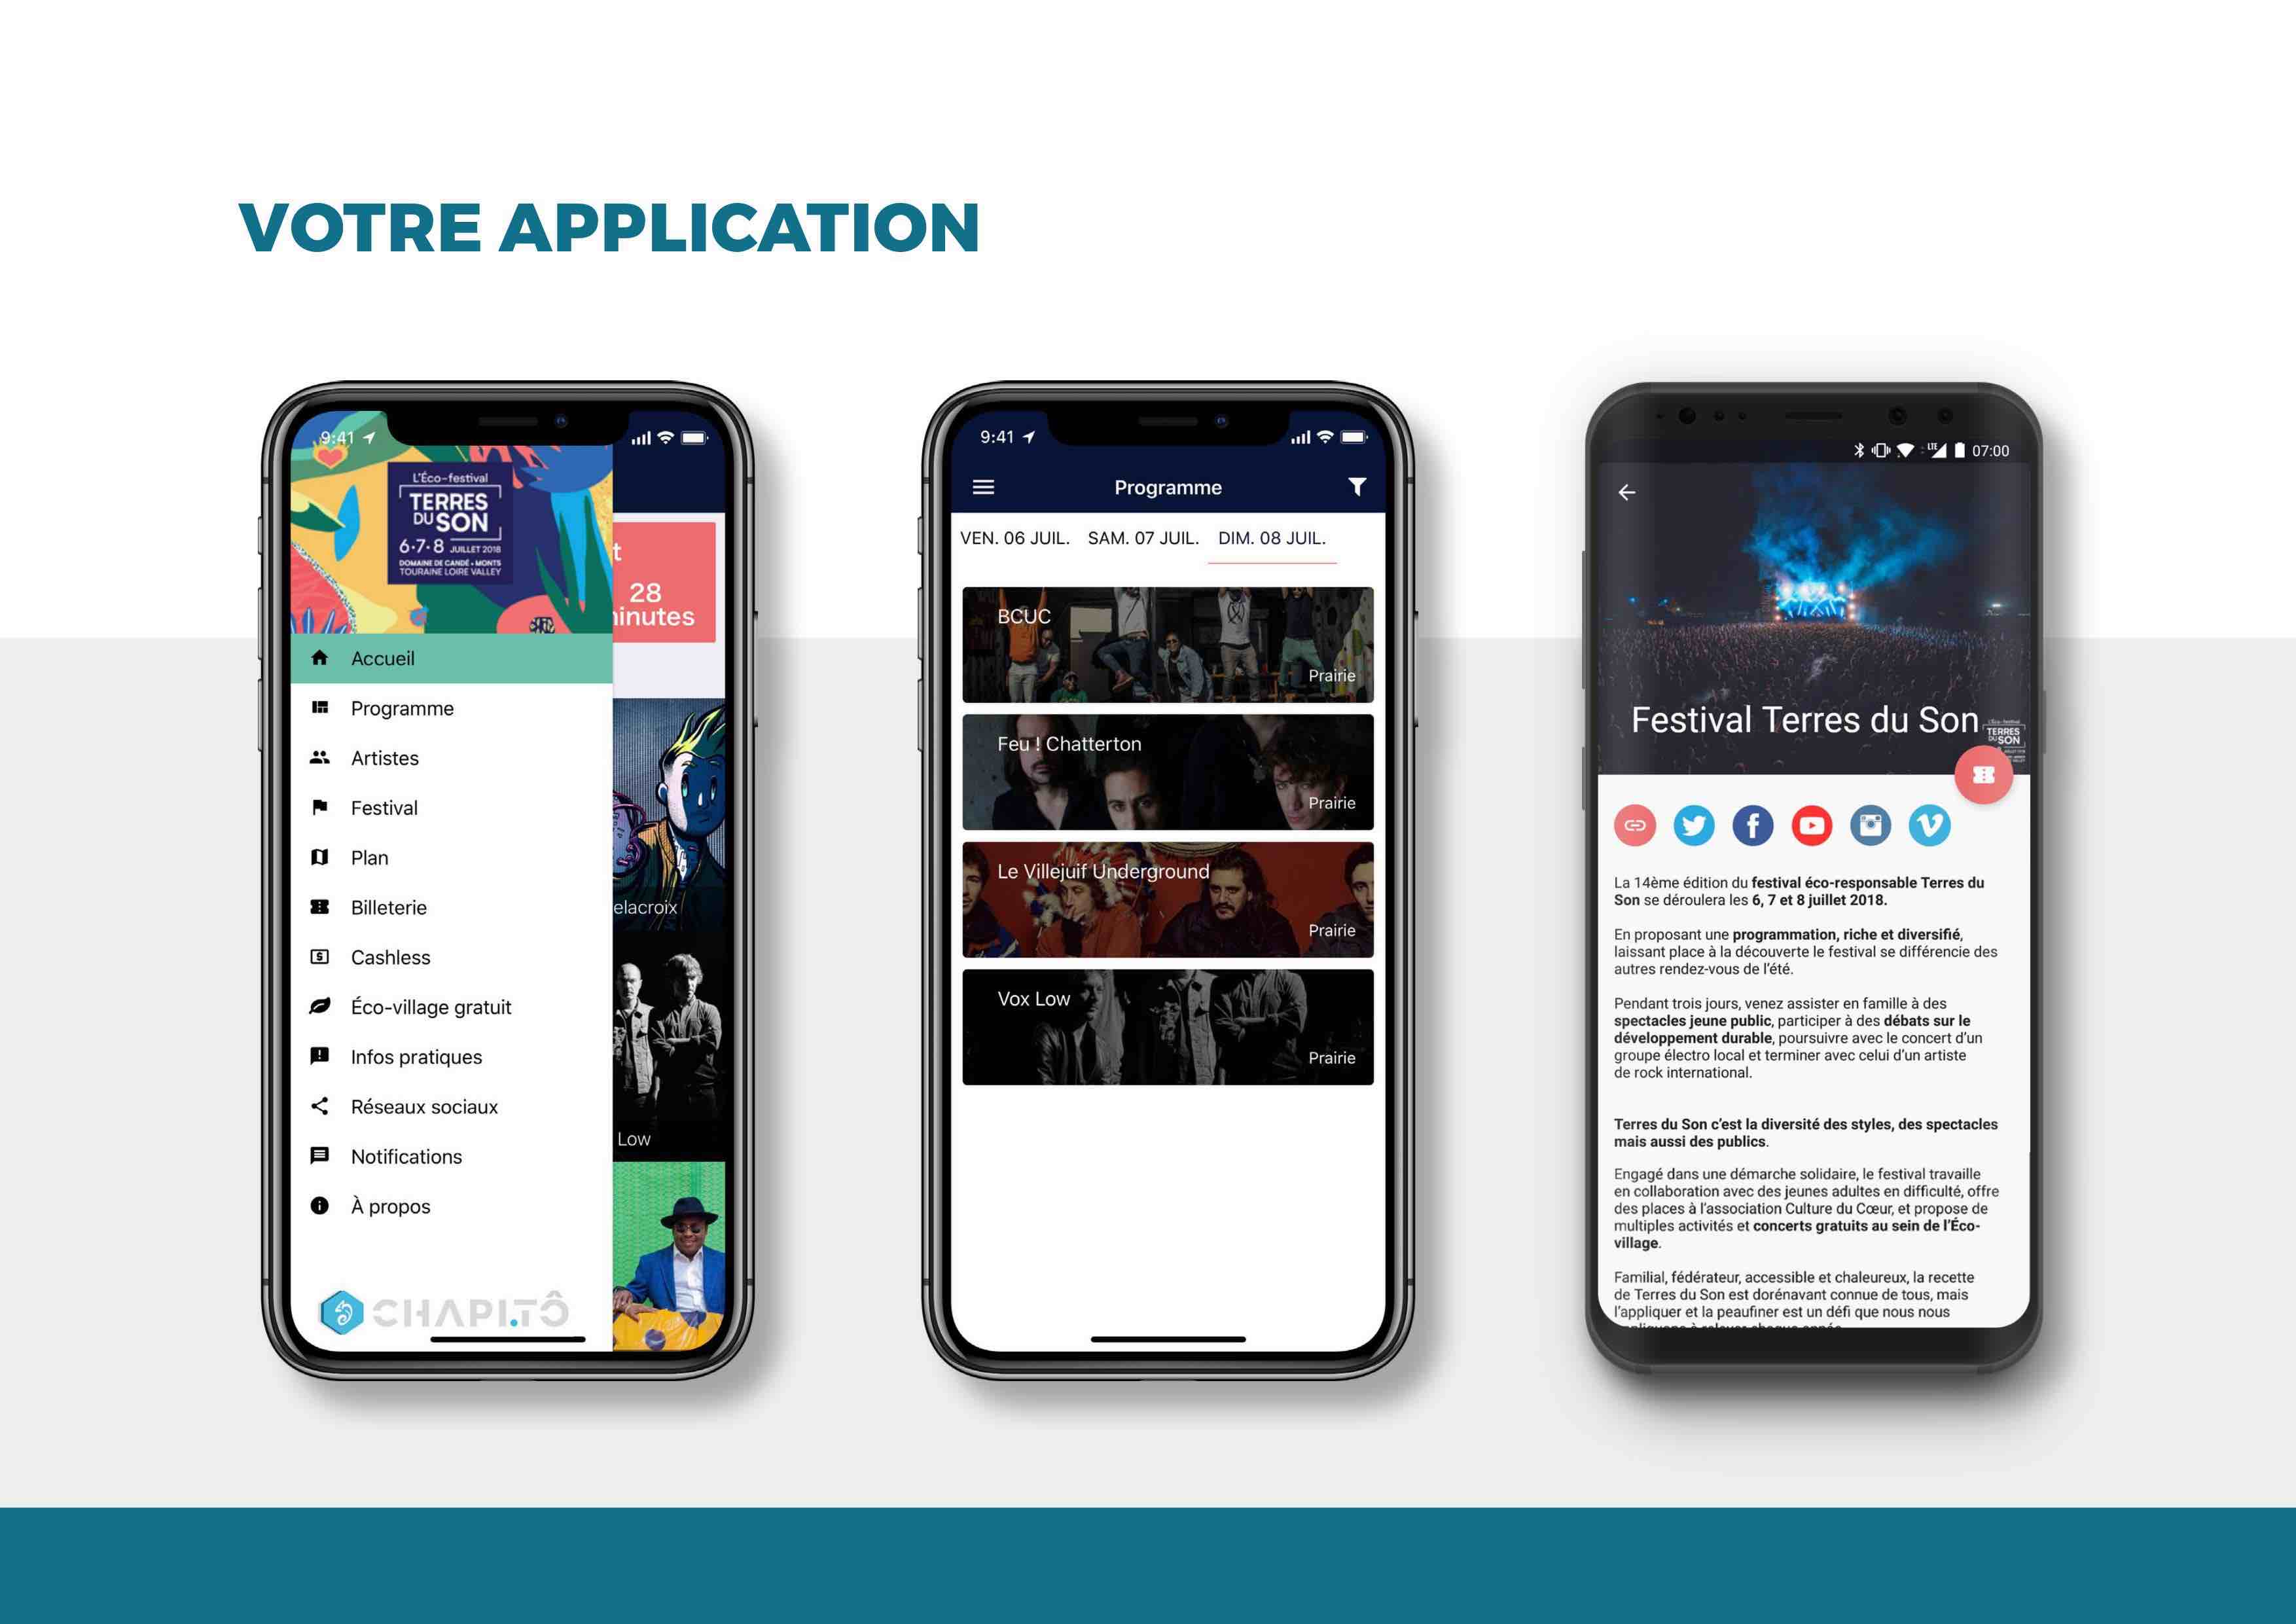 VOTRE APPLICATION
9:41
L'Éco-festival
TERRES
DU SON
6•7•8 JUILLET 2018
DOMAINE DE CANDÉ • MONTS
TOURAINE LOIRE VALLEY
t
28
inutes
Accueil
Programme
Artistes
Festival
Plan
Billeterie
elacroix
Cashless
Éco-village gratuit
Infos pratiques
Réseaux sociaux
Low
Notifications
À propos
CHAPI.TÔ
9:41
Programme
VEN. 06 JUIL. SAM. 07 JUIL. DIM. 08 JUIL.
BCUC
Prairie
Feu ! Chatterton
Prairie
Le Villejuif Underground
Prairie
Vox Low
Prairie
LTE 07:00
Festival Terres du Son
TERRES
DU SON
La 14ème édition du festival éco-responsable Terres du
Son se déroulera les 6, 7 et 8 juillet 2018.
En proposant une programmation, riche et diversifié,
laissant place à la découverte le festival se différencie des
autres rendez-vous de l'été.
Pendant trois jours, venez assister en famille à des
spectacles jeune public, participer à des débats sur le
développement durable, poursuivre avec le concert d'un
groupe électro local et terminer avec celui d'un artiste
de rock international.
Terres du Son c'est la diversité des styles, des spectacles
mais aussi des publics.
Engagé dans une démarche solidaire, le festival travaille
en collaboration avec des jeunes adultes en difficulté, offre
des places à l'association Culture du Cœur, et propose de
multiples activités et concerts gratuits au sein de l'Éco-
village.
Familial, fédérateur, accessible et chaleureux, la recette
de Terres du Son est dorénavant connue de tous, mais
l'appliquer et la peaufiner est un défi que nous nous